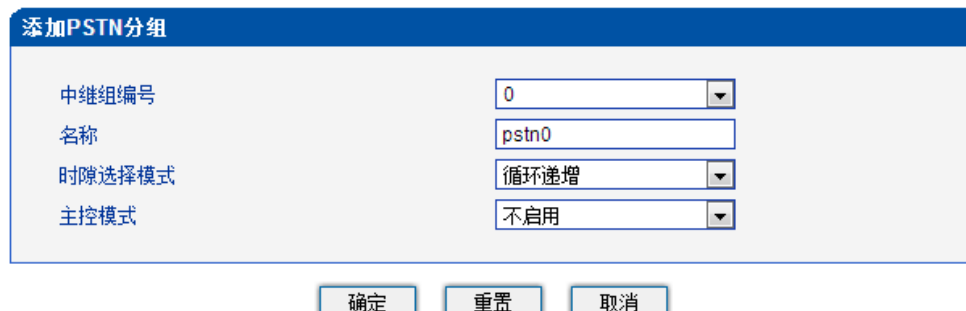 添加PSTN分组
中继组编号 0
名称 pstn0
时隙选择模式 循环递增
主控模式 不启用
确定 重置 取消